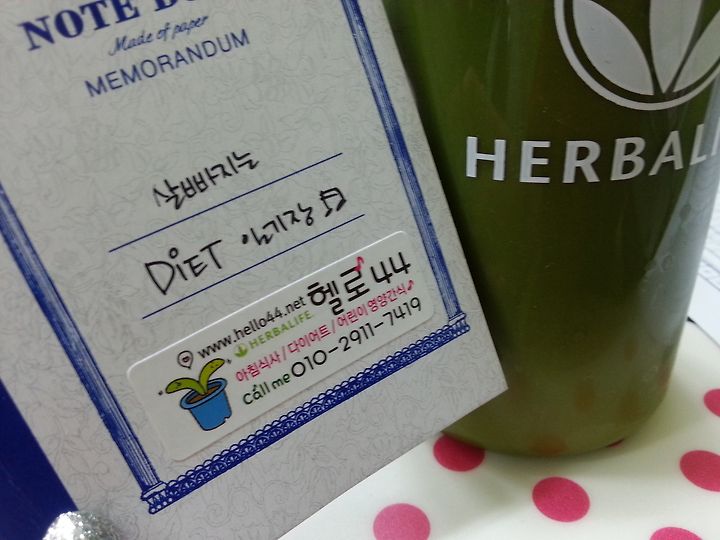 NOTE
Made of paper
MEMORANDUM
살빠지는
DIET 일기장
www.hello44.net 헬로44
HERBALIFE.
아침식사 / 다이어트 / 어린이 영양간식
call me 010-2911-7419
HERBALI